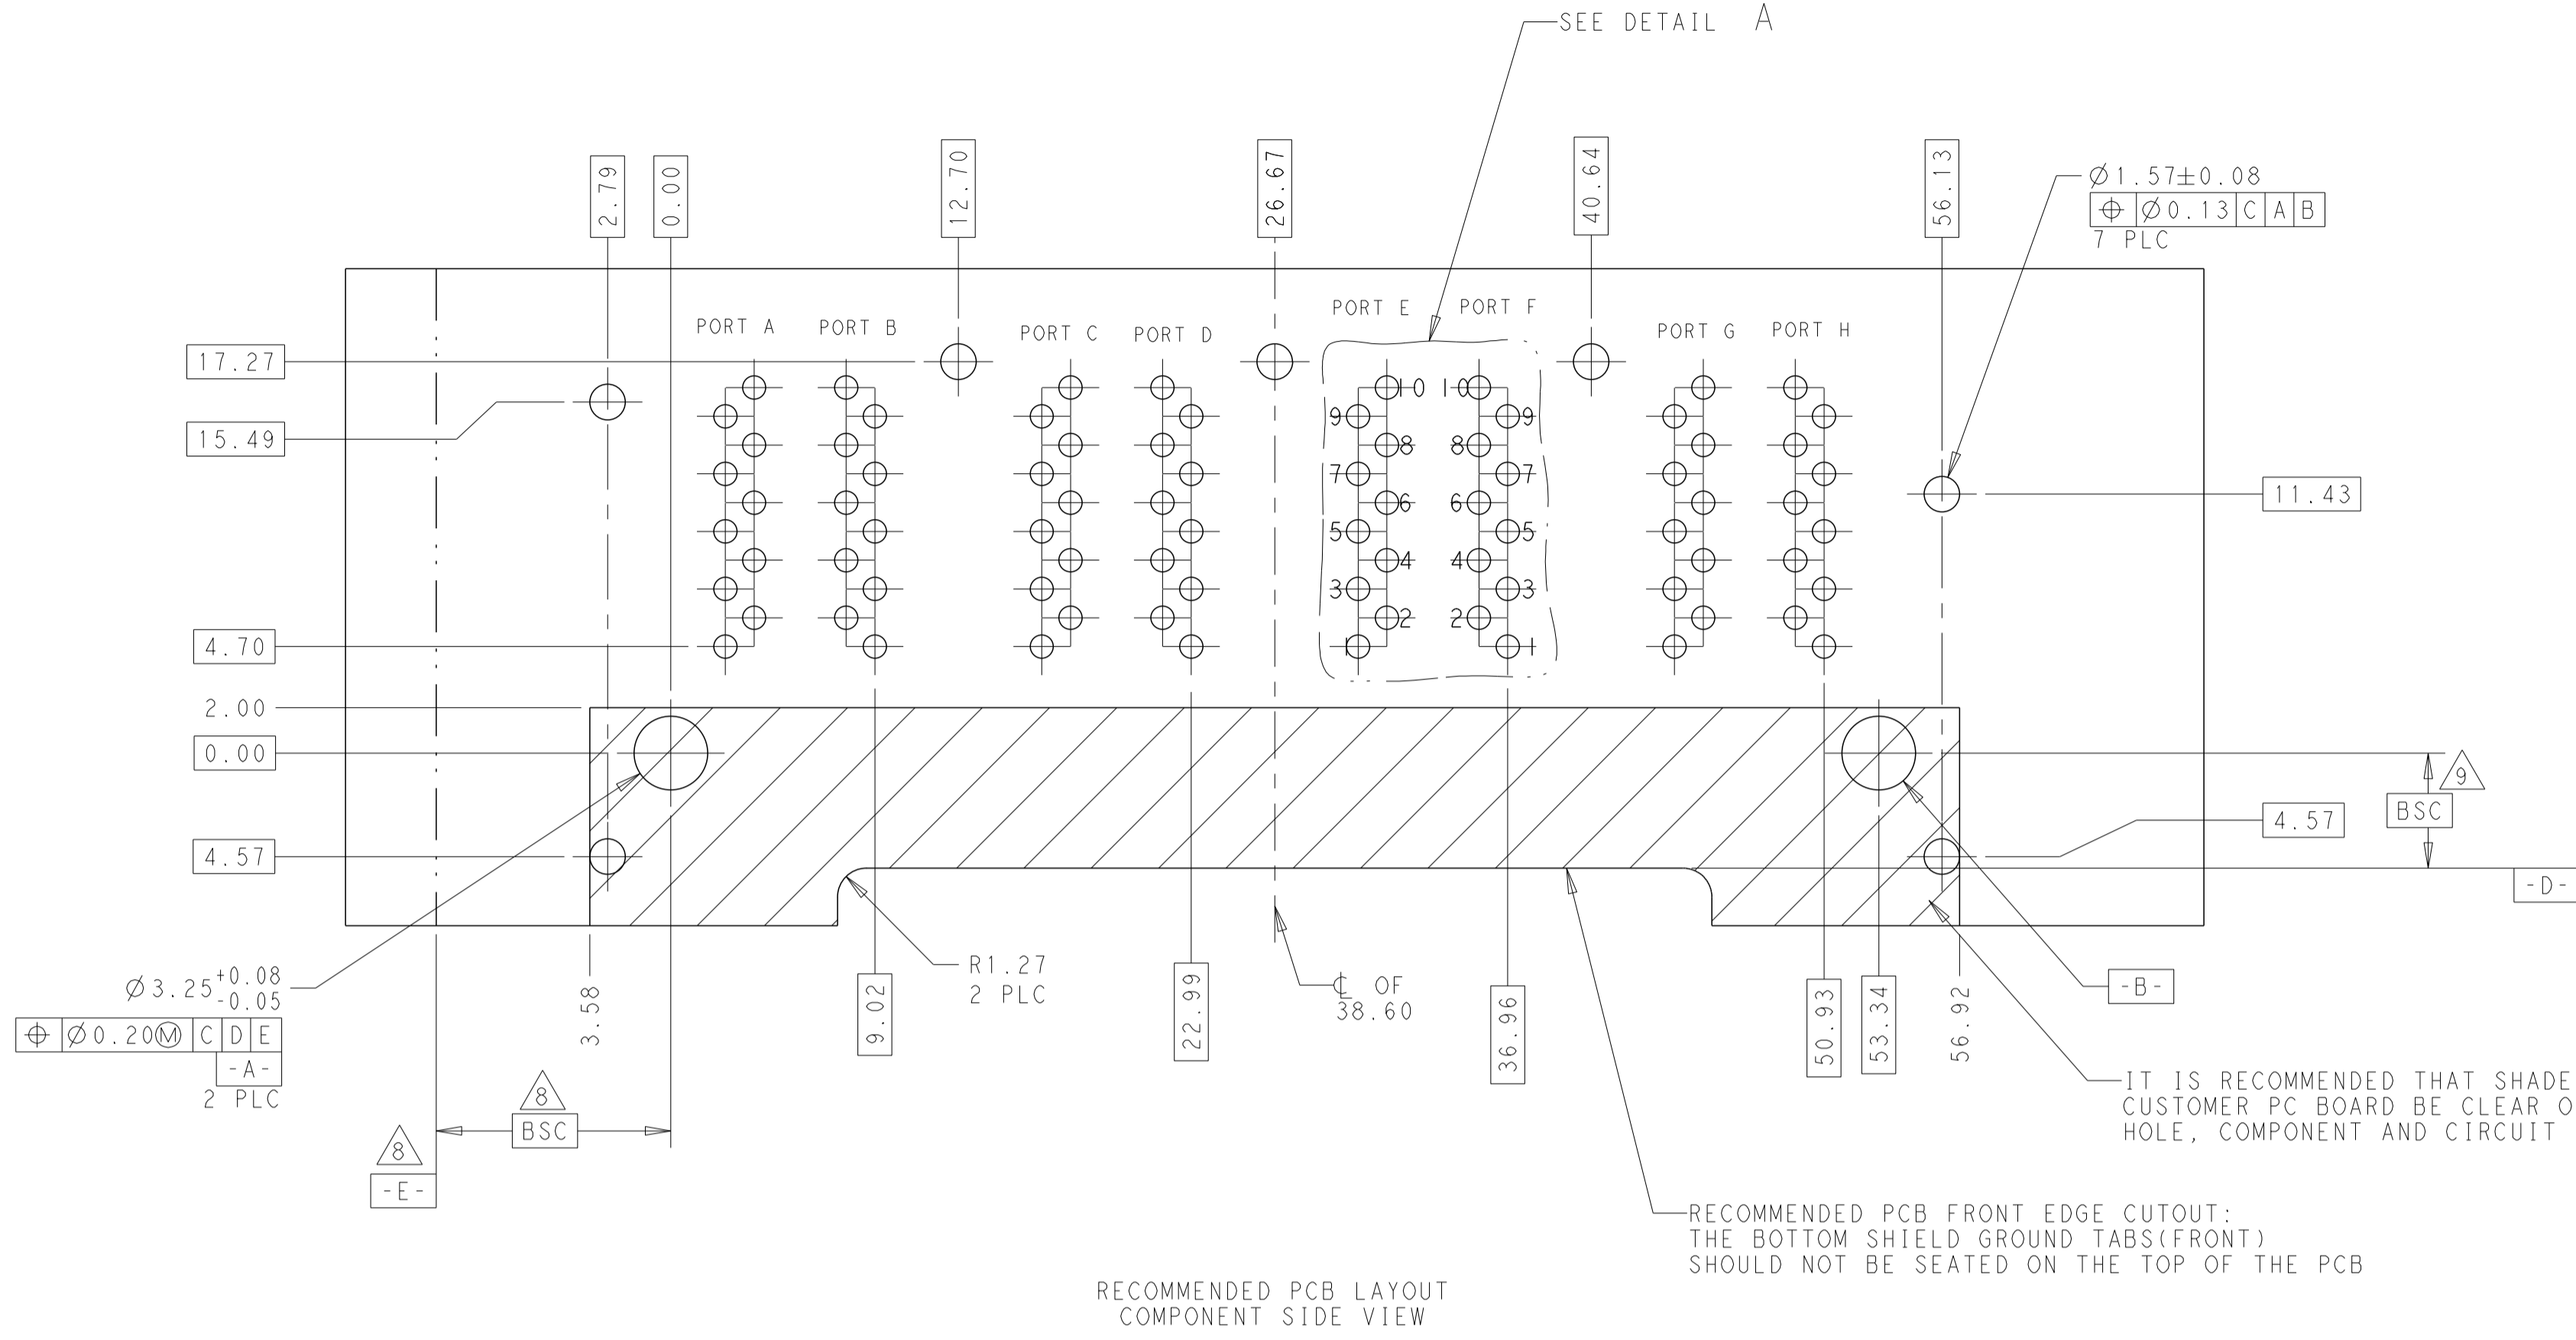 SEE DETAIL A
2.79
0.00
12.70
26.67
40.64
56.13
Ø1.57±0.08
⌖ Ø0.13 C A B
7 PLC
PORT A
PORT B
PORT C
PORT D
PORT E
PORT F
PORT G
PORT H
17.27
15.49
4.70
2.00
0.00
4.57
10 10
9 9
8 8
7 7
6 6
5 5
4 4
3 3
2 2
1 1
11.43
9
BSC
4.57
-D-
Ø3.25 +0.08
-0.05
⌖ Ø0.20Ⓜ C D E
-A-
2 PLC
3.58
9.02
R1.27
2 PLC
22.99
℄ OF
38.60
36.96
50.93
53.34
56.92
-B-
8
BSC
8
-E-
IT IS RECOMMENDED THAT SHADE
CUSTOMER PC BOARD BE CLEAR O
HOLE, COMPONENT AND CIRCUIT
RECOMMENDED PCB FRONT EDGE CUTOUT:
THE BOTTOM SHIELD GROUND TABS(FRONT)
SHOULD NOT BE SEATED ON THE TOP OF THE PCB
RECOMMENDED PCB LAYOUT
COMPONENT SIDE VIEW